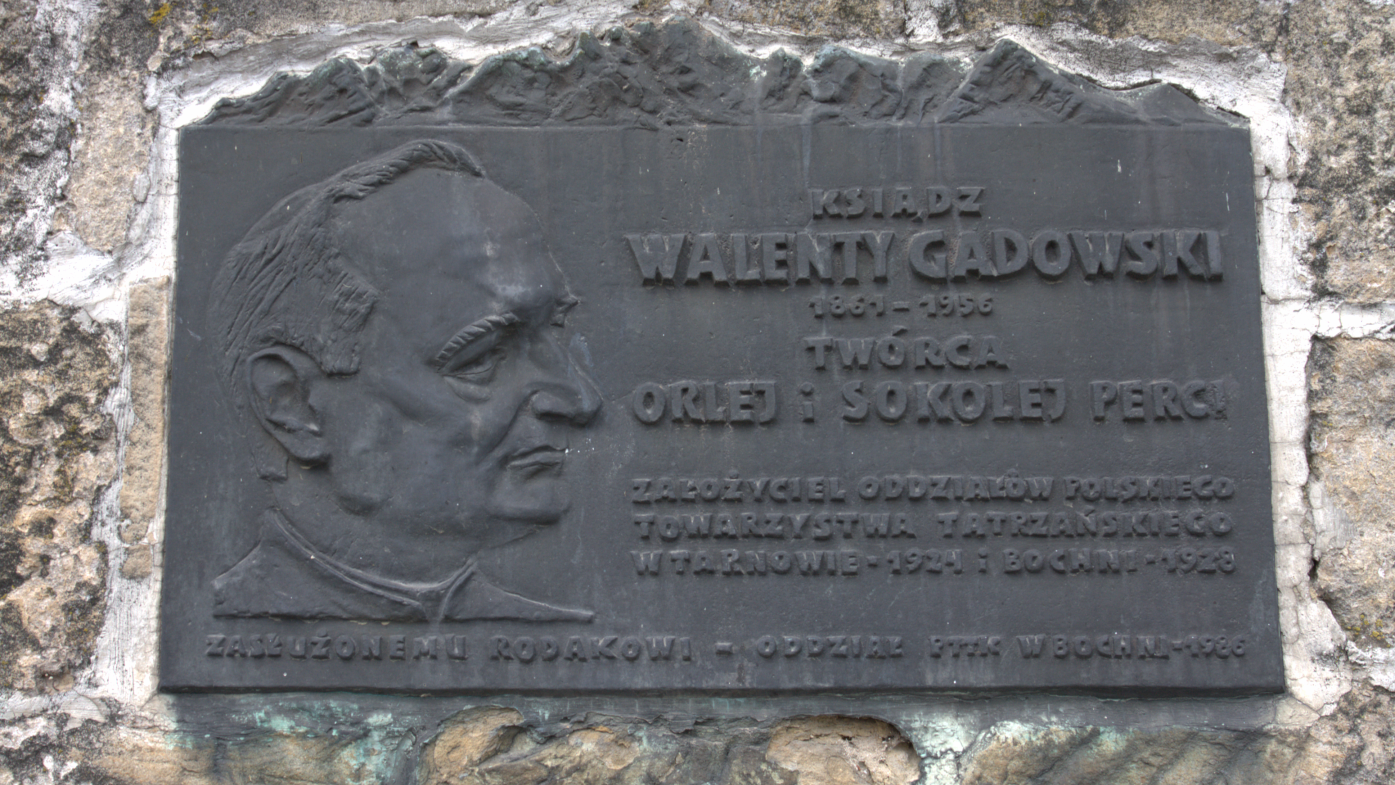 KSIĄDZ
WALENTY GADOWSKI
1861 - 1956
TWÓRCA
ORLEJ i SOKOLEJ PERCI
ZAŁOŻYCIEL ODDZIAŁÓW POLSKIEGO
TOWARZYSTWA TATRZAŃSKIEGO
W TARNOWIE - 1924 i BOCHNI - 1928
ZASŁUŻONEMU RODAKOWI - ODDZIAŁ PTTK W BOCHNI - 1986